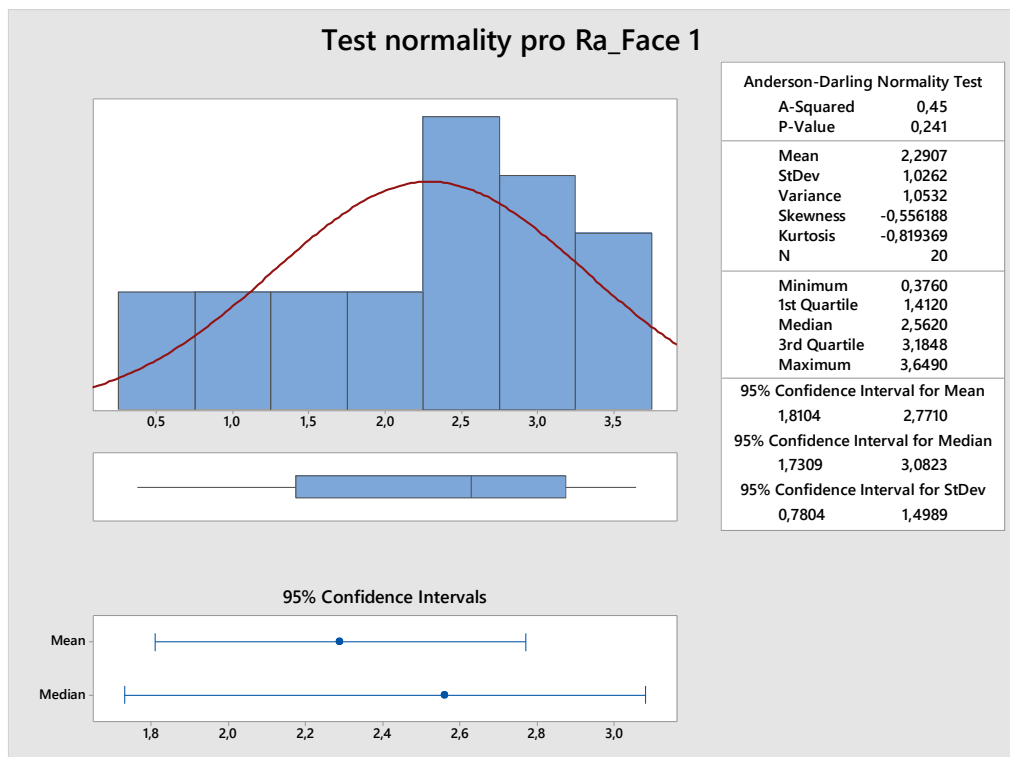 Test normality pro Ra_Face 1
0,5 1,0 1,5 2,0 2,5 3,0 3,5
95% Confidence Intervals
Mean
Median
1,8 2,0 2,2 2,4 2,6 2,8 3,0
Anderson-Darling Normality Test
A-Squared 0,45
P-Value 0,241
Mean 2,2907
StDev 1,0262
Variance 1,0532
Skewness -0,556188
Kurtosis -0,819369
N 20
Minimum 0,3760
1st Quartile 1,4120
Median 2,5620
3rd Quartile 3,1848
Maximum 3,6490
95% Confidence Interval for Mean
1,8104 2,7710
95% Confidence Interval for Median
1,7309 3,0823
95% Confidence Interval for StDev
0,7804 1,4989